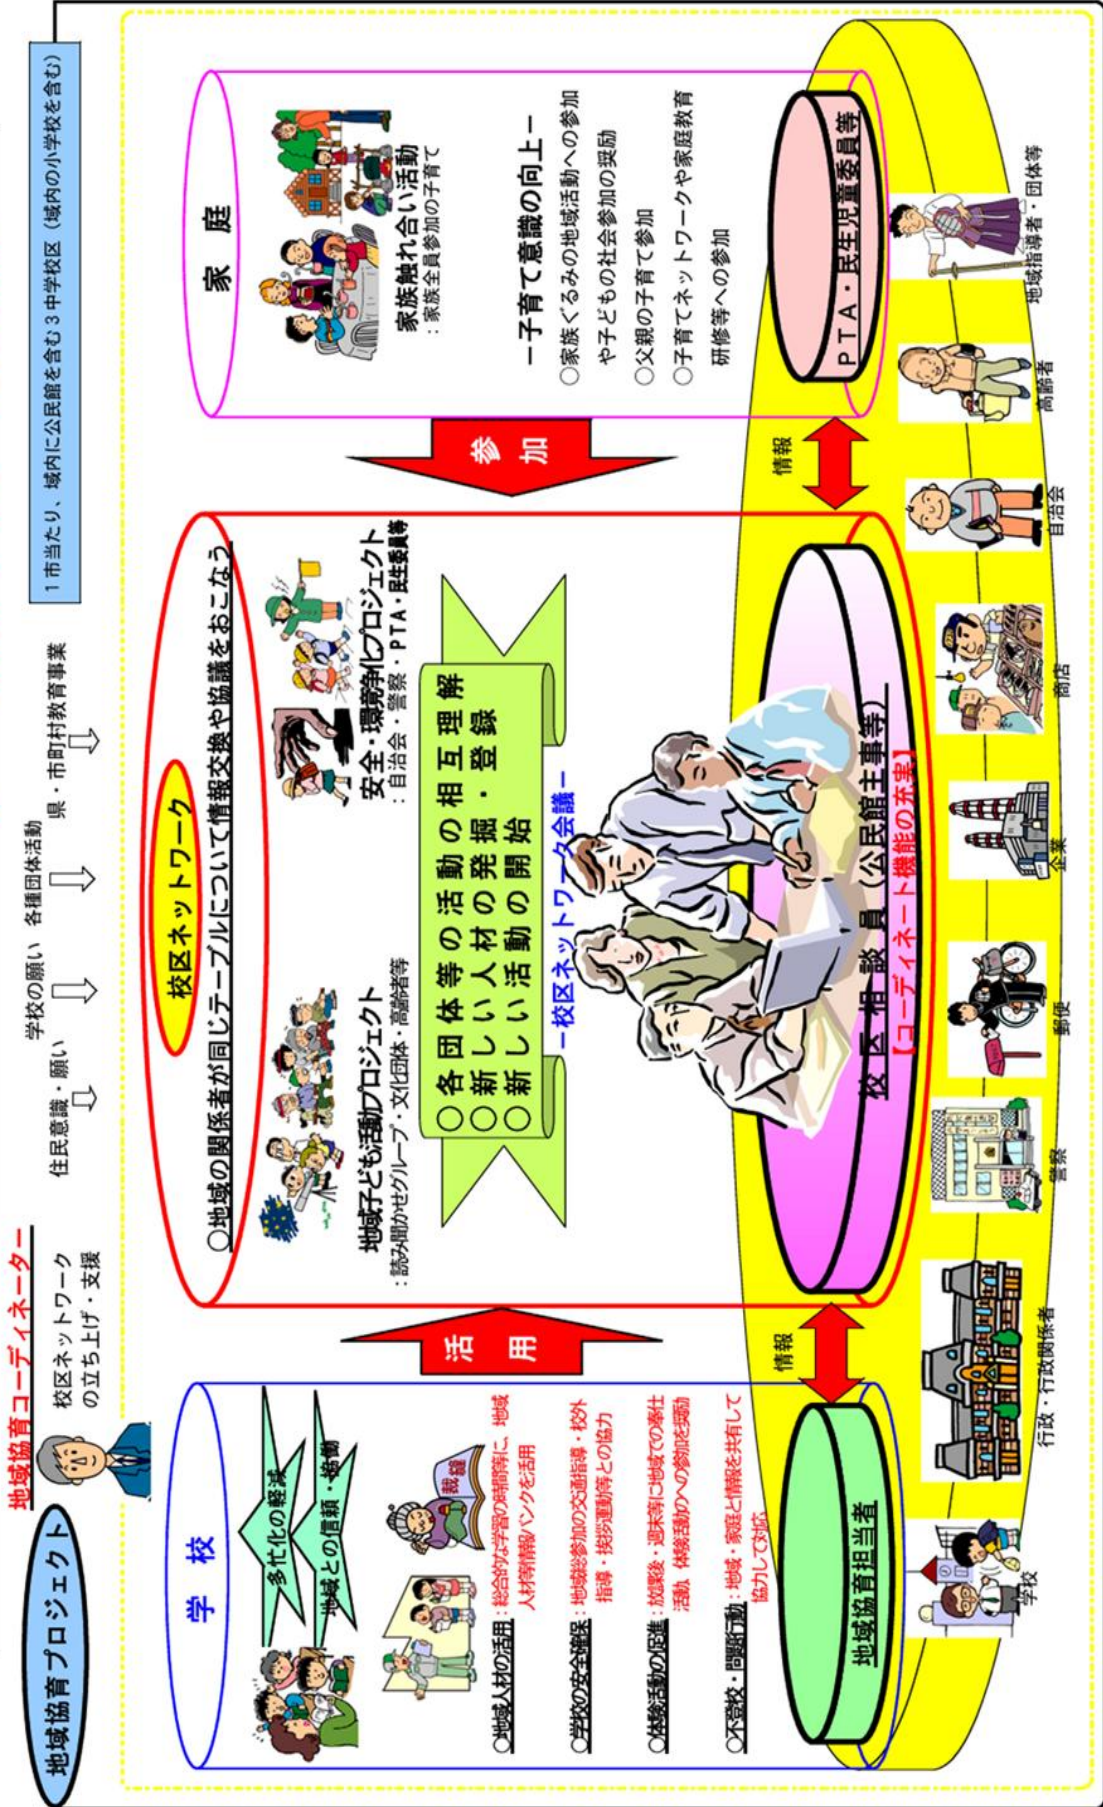 地域協育プロジェクト
地域協育コーディネーター
校区ネットワーク
の立ち上げ・支援
住民意識・願い
学校の願い
各種団体活動
県・市町村教育事業
1市当たり、域内に公民館を含む3中学校区（域内の小学校を含む）
学 校
多忙化の軽減
地域との信頼・協働
裁縫
○地域人材の活用：総合的な学習の時間等に、地域
人材等情報バンクを活用
○学校の安全確保：地域総参加の交通指導・校外
指導・挨拶運動等との協力
○体験活動の促進：放課後・週末等に地域での奉仕
活動、体験活動のへの参加を奨励
○不登校・問題行動：地域・家庭と情報を共有して
協力して対応
地域協育担当者
活用
情報
校区ネットワーク
○地域の関係者が同じテーブルについて情報交換や協議をおこなう
地域子ども活動プロジェクト
：読み聞かせグループ・文化団体・高齢者等
安全・環境浄化プロジェクト
：自治会・警察・PTA・民生委員等
○各団体等の活動の相互理解
○新しい人材の発掘・登録
○新しい活動の開始
－校区ネットワーク会議－
校区相談員（公民館主事等）
【コーディネート機能の充実】
参加
情報
家 庭
家族触れ合い活動
：家族全員参加の子育て
－子育て意識の向上－
○家族ぐるみの地域活動への参加
や子どもの社会参加の奨励
○父親の子育て参加
○子育てネットワークや家庭教育
研修等への参加
PTA・民生児童委員等
学校
行政・行政関係者
警察
郵便
企業
商店
自治会
高齢者
地域指導者・団体等